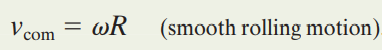 v_com = ωR (smooth rolling motion)